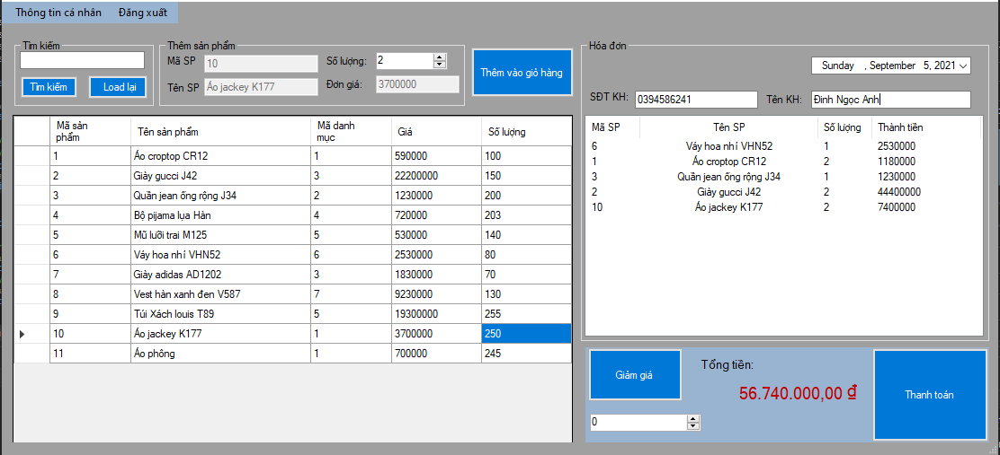 Thông tin cá nhân Đăng xuất
Tìm kiếm
Tìm kiếm Load lại
Thêm sản phẩm
Mã SP 10 Số lượng: 2
Tên SP Áo jackey K177 Đơn giá: 3700000
Thêm vào giỏ hàng
Mã sản phẩm Tên sản phẩm Mã danh mục Giá Số lượng
1 Áo croptop CR12 1 590000 100
2 Giày gucci J42 3 22200000 150
3 Quần jean ống rộng J34 2 1230000 200
4 Bộ pijama lụa Hàn 4 720000 203
5 Mũ lưỡi trai M125 5 530000 140
6 Váy hoa nhí VHN52 6 2530000 80
7 Giày adidas AD1202 3 1830000 70
8 Vest hàn xanh đen V587 7 9230000 130
9 Túi Xách louis T89 5 19300000 255
10 Áo jackey K177 1 3700000 250
11 Áo phông 1 700000 245
Hóa đơn
Sunday , September 5, 2021
SĐT KH: 0394586241 Tên KH: Đinh Ngọc Anh
Mã SP Tên SP Số lượng Thành tiền
6 Váy hoa nhí VHN52 1 2530000
1 Áo croptop CR12 2 1180000
3 Quần jean ống rộng J34 1 1230000
2 Giày gucci J42 2 44400000
10 Áo jackey K177 2 7400000
Giảm giá
0
Tổng tiền:
56.740.000,00 ₫
Thanh toán